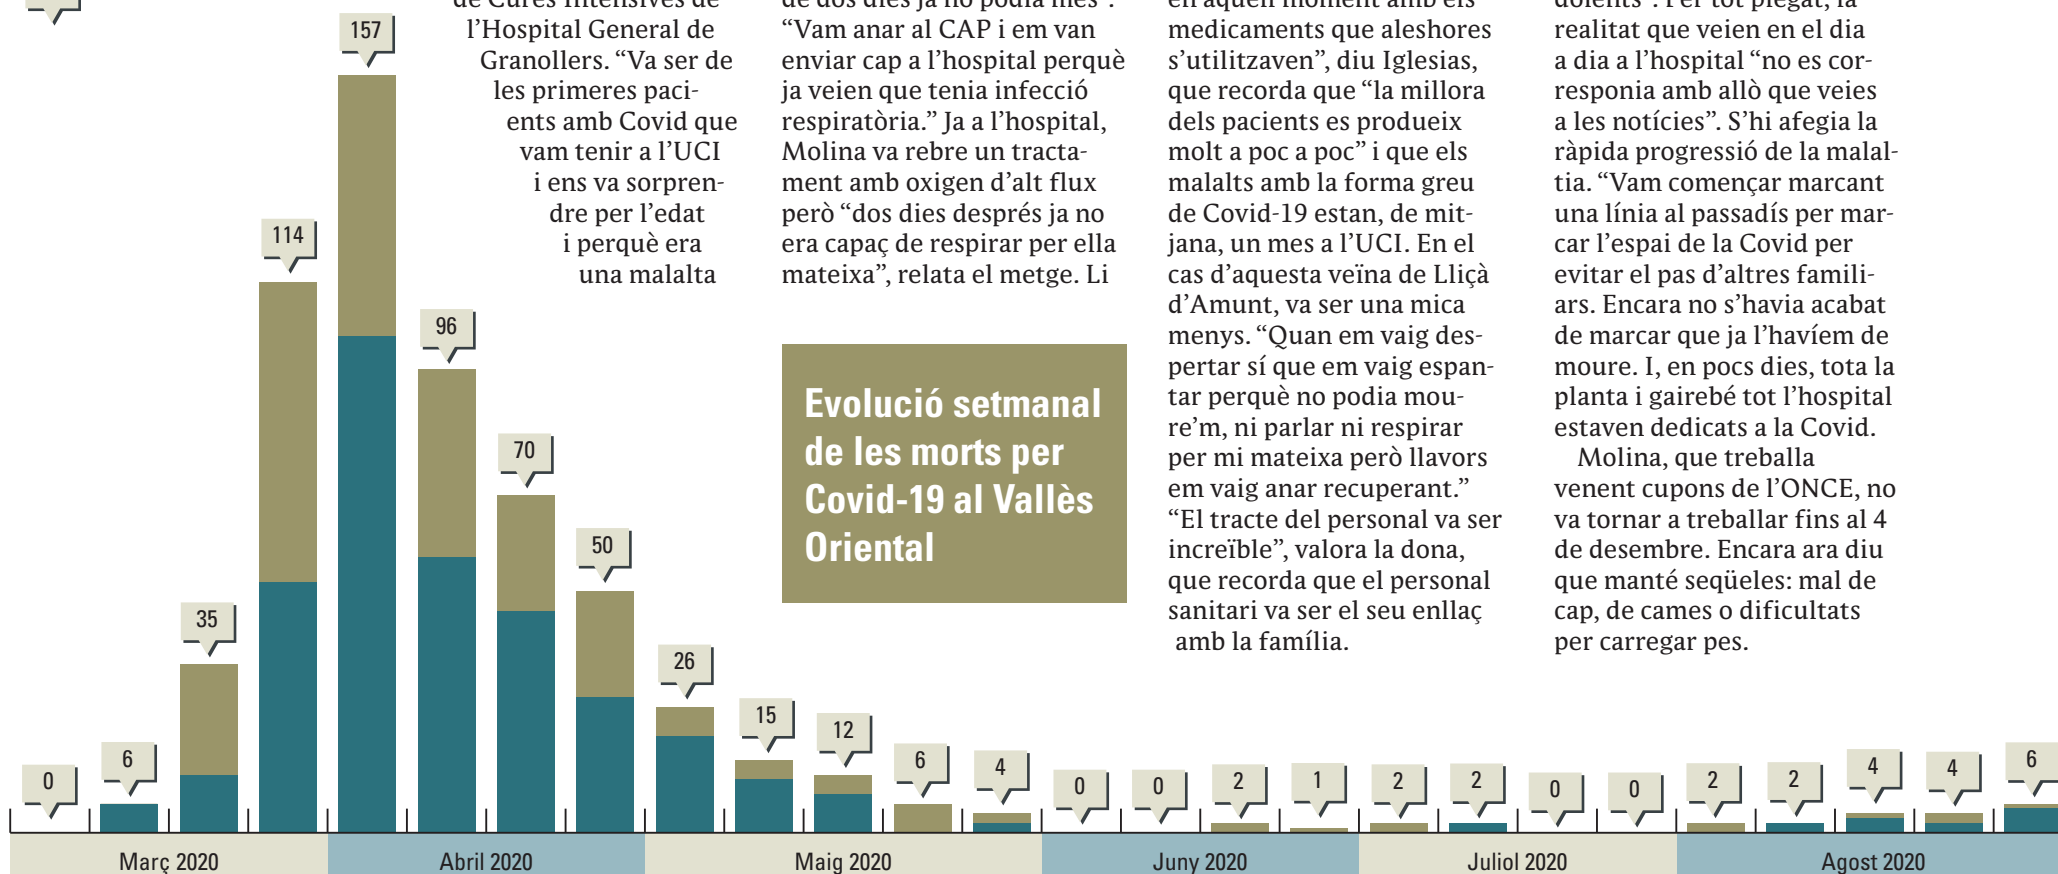 de Cures Intensives de
l’Hospital General de
Granollers. “Va ser de
les primeres paci-
ents amb Covid que
vam tenir a l’UCI
i ens va sorpren-
dre per l’edat
i perquè era
una malalta
de dos dies ja no podia més”.
“Vam anar al CAP i em van
enviar cap a l’hospital perquè
ja veien que tenia infecció
respiratòria.” Ja a l’hospital,
Molina va rebre un tracta-
ment amb oxigen d’alt flux
però “dos dies després ja no
era capaç de respirar per ella
mateixa”, relata el metge. Li
en aquell moment amb els
medicaments que aleshores
s’utilitzaven”, diu Iglesias,
que recorda que “la millora
dels pacients es produeix
molt a poc a poc” i que els
malalts amb la forma greu
de Covid-19 estan, de mit-
jana, un mes a l’UCI. En el
cas d’aquesta veïna de Lliçà
d’Amunt, va ser una mica
menys. “Quan em vaig des-
pertar sí que em vaig espan-
tar perquè no podia mou-
re’m, ni parlar ni respirar
per mi mateixa però llavors
em vaig anar recuperant.”
“El tracte del personal va ser
increïble”, valora la dona,
que recorda que el personal
sanitari va ser el seu enllaç
amb la família.
dolents”. Per tot plegat, la
realitat que veien en el dia
a dia a l’hospital “no es cor-
responia amb allò que veies
a les notícies”. S’hi afegia la
ràpida progressió de la malal-
tia. “Vam començar marcant
una línia al passadís per mar-
car l’espai de la Covid per
evitar el pas d’altres famili-
ars. Encara no s’havia acabat
de marcar que ja l’havíem de
moure. I, en pocs dies, tota la
planta i gairebé tot l’hospital
estaven dedicats a la Covid.
Molina, que treballa
venent cupons de l’ONCE, no
va tornar a treballar fins al 4
de desembre. Encara ara diu
que manté seqüeles: mal de
cap, de cames o dificultats
per carregar pes.
Evolució setmanal
de les morts per
Covid-19 al Vallès
Oriental
0
6
35
114
157
96
70
50
26
15
12
6
4
0
0
2
1
2
2
0
0
2
2
4
4
6
Març 2020
Abril 2020
Maig 2020
Juny 2020
Juliol 2020
Agost 2020